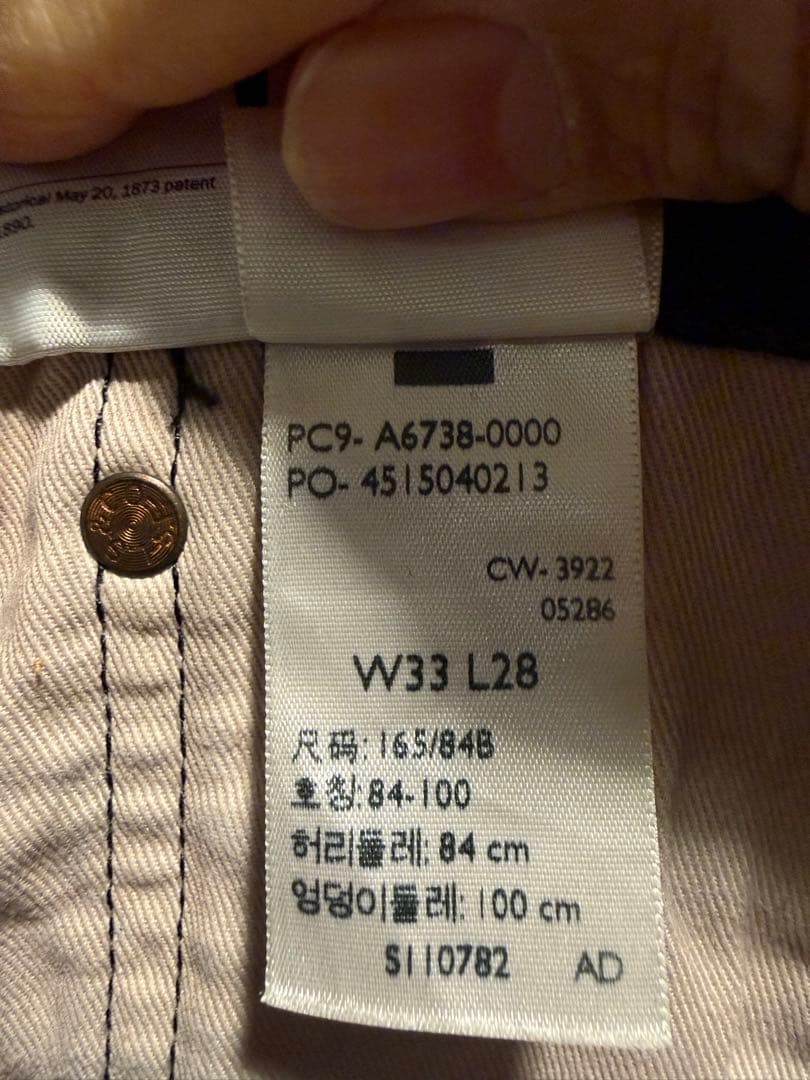 May 20, 1873 patent
1890.
PC9- A6738-0000
PO- 4515040213
CW- 3922
05286
W33 L28
尺码: 165/84B
호칭: 84-100
허리둘레: 84 cm
엉덩이둘레: 100 cm
S110782 AD